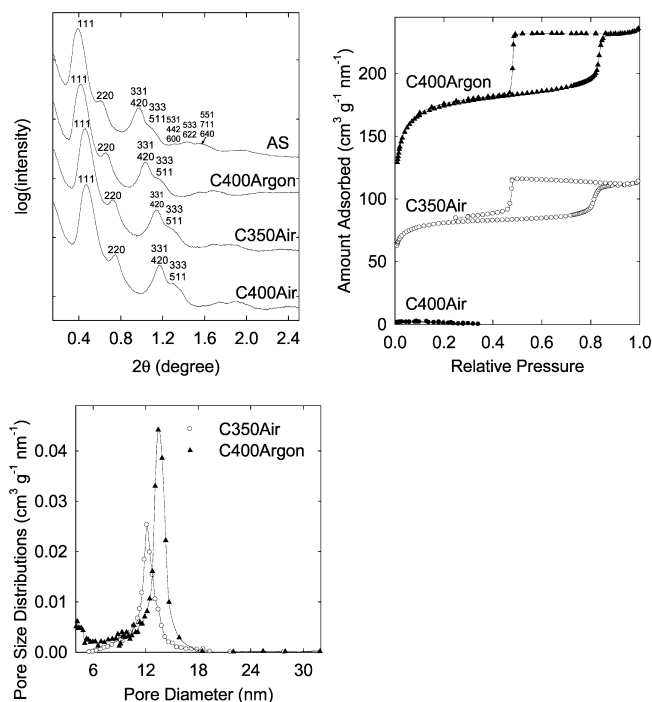 111
111
220
331
420
333
511
531
442
600
533
622
551
711
640
AS
111
220
331
420
333
511
C400Argon
111
220
331
420
333
511
C350Air
220
331
420
333
511
C400Air
log(intensity)
0.4 0.8 1.2 1.6 2.0 2.4
2θ (degree)
Amount Adsorbed (cm³ g⁻¹ nm⁻¹)
200
150
100
50
0
C400Argon
C350Air
C400Air
0.0 0.2 0.4 0.6 0.8 1.0
Relative Pressure
Pore Size Distributions (cm³ g⁻¹ nm⁻¹)
0.04
0.03
0.02
0.01
0.00
C350Air
C400Argon
6 12 18 24 30
Pore Diameter (nm)